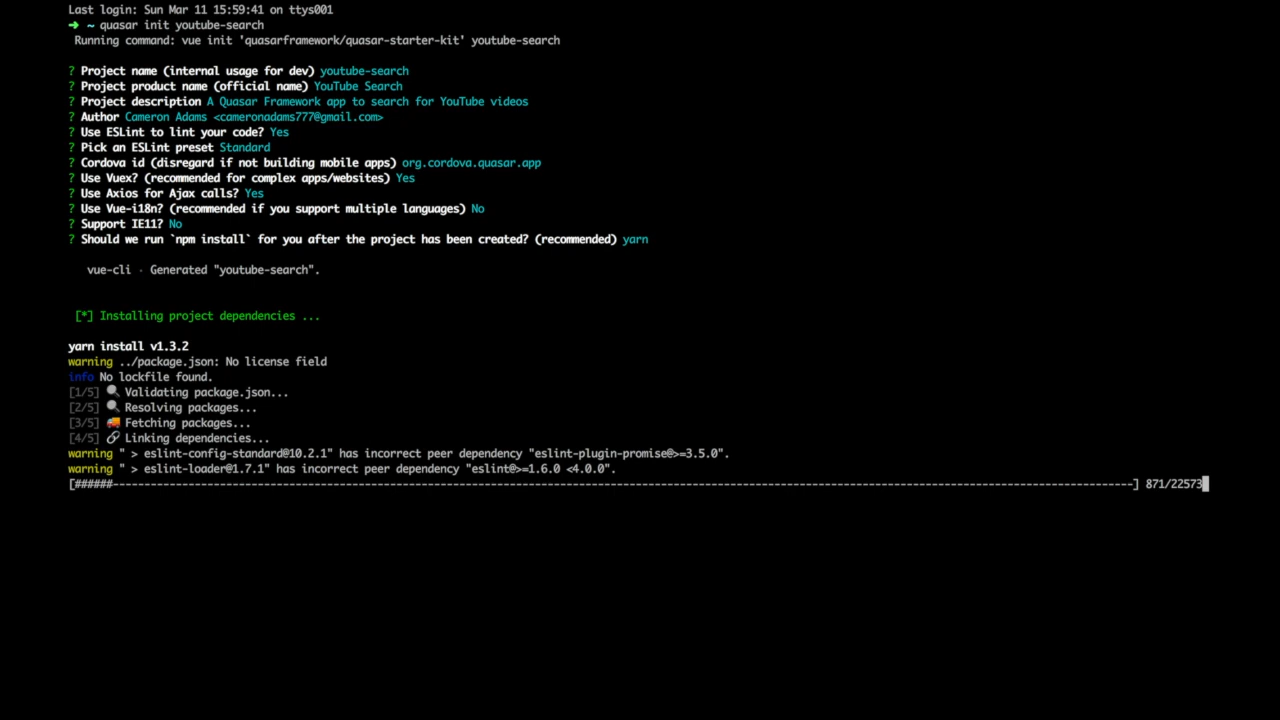 Last login: Sun Mar 11 15:59:41 on ttys001
➜ ~ quasar init youtube-search
Running command: vue init 'quasarframework/quasar-starter-kit' youtube-search
? Project name (internal usage for dev) youtube-search
? Project product name (official name) YouTube Search
? Project description A Quasar Framework app to search for YouTube videos
? Author Cameron Adams <cameronadams777@gmail.com>
? Use ESLint to lint your code? Yes
? Pick an ESLint preset Standard
? Cordova id (disregard if not building mobile apps) org.cordova.quasar.app
? Use Vuex? (recommended for complex apps/websites) Yes
? Use Axios for Ajax calls? Yes
? Use Vue-i18n? (recommended if you support multiple languages) No
? Support IE11? No
? Should we run `npm install` for you after the project has been created? (recommended) yarn
vue-cli · Generated "youtube-search".
[*] Installing project dependencies ...
yarn install v1.3.2
warning ../package.json: No license field
info No lockfile found.
[1/5] 🔍 Validating package.json...
[2/5] 🔍 Resolving packages...
[3/5] 🚚 Fetching packages...
[4/5] 🔗 Linking dependencies...
warning " > eslint-config-standard@10.2.1" has incorrect peer dependency "eslint-plugin-promise@>=3.5.0".
warning " > eslint-loader@1.7.1" has incorrect peer dependency "eslint@>=1.6.0 <4.0.0".
[######------------------------------------------------------------------------------------------------------------------------------------------------------------------] 871/22573